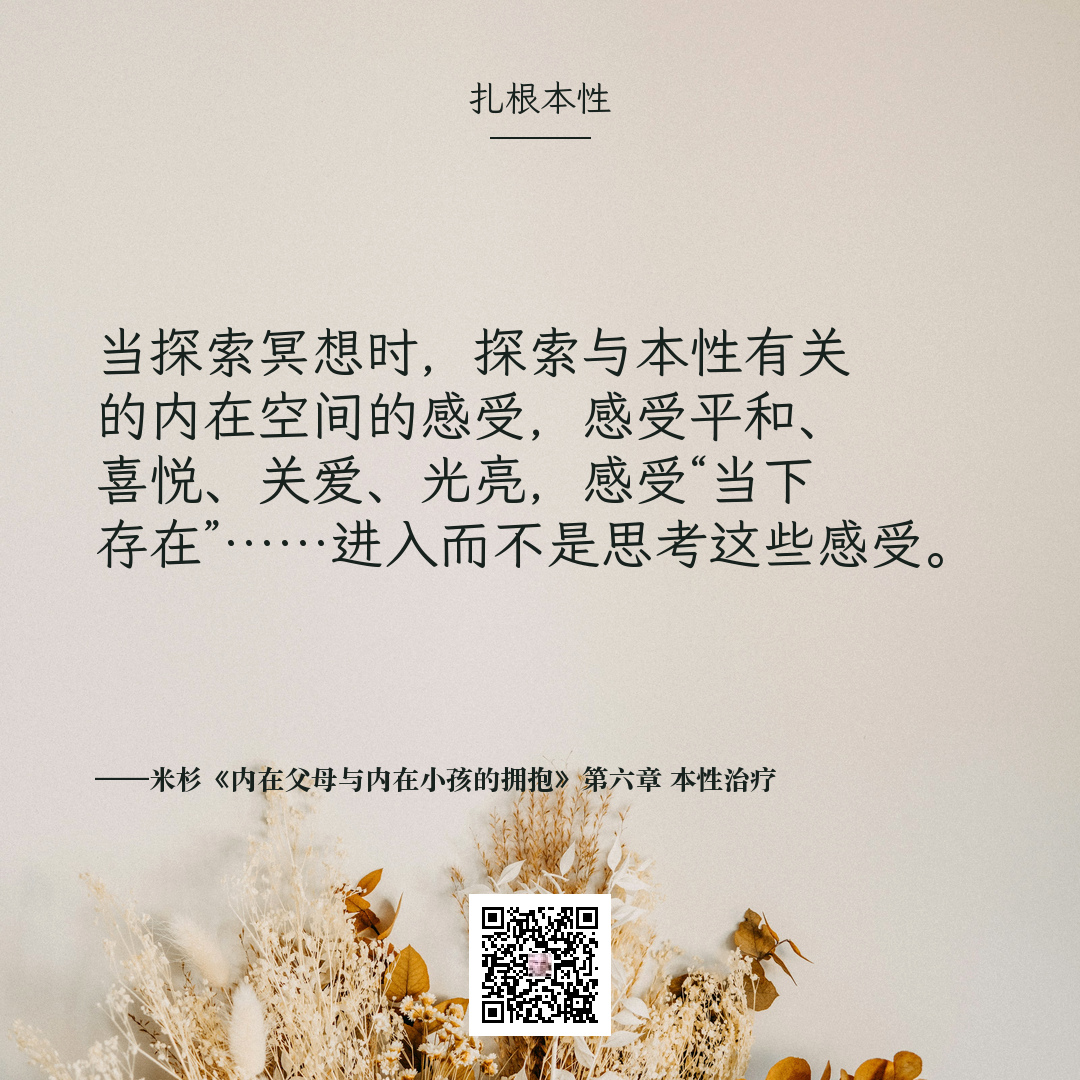 扎根本性
当探索冥想时，探索与本性有关
的内在空间的感受，感受平和、
喜悦、关爱、光亮，感受“当下
存在”……进入而不是思考这些感受。
——米杉《内在父母与内在小孩的拥抱》第六章 本性治疗